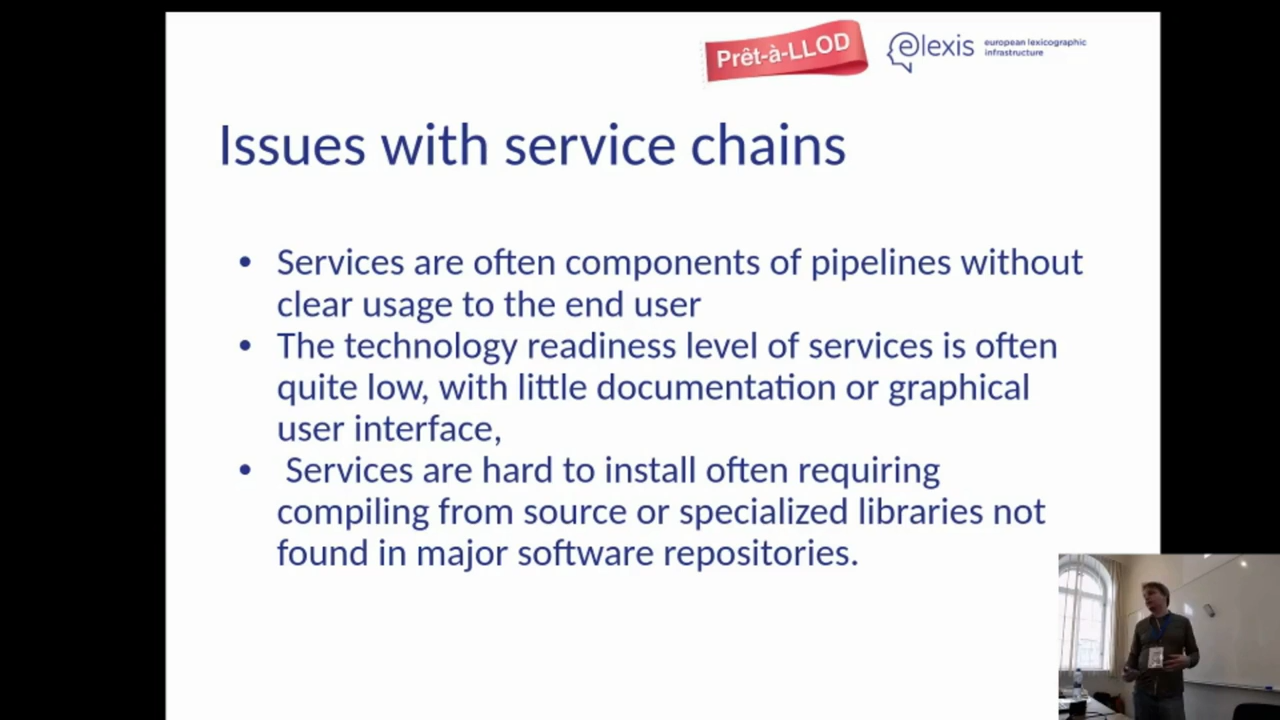 Prêt-à-LLOD
elexis
european lexicographic
infrastructure
Issues with service chains
• Services are often components of pipelines without
clear usage to the end user
• The technology readiness level of services is often
quite low, with little documentation or graphical
user interface,
• Services are hard to install often requiring
compiling from source or specialized libraries not
found in major software repositories.